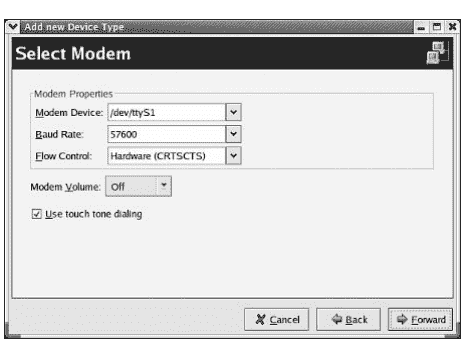 Add new Device Type
Select Modem
Modem Properties
Modem Device: /dev/ttyS1
Baud Rate: 57600
Flow Control: Hardware (CRTSCTS)
Modem Volume: Off
Use touch tone dialing
Cancel Back Forward